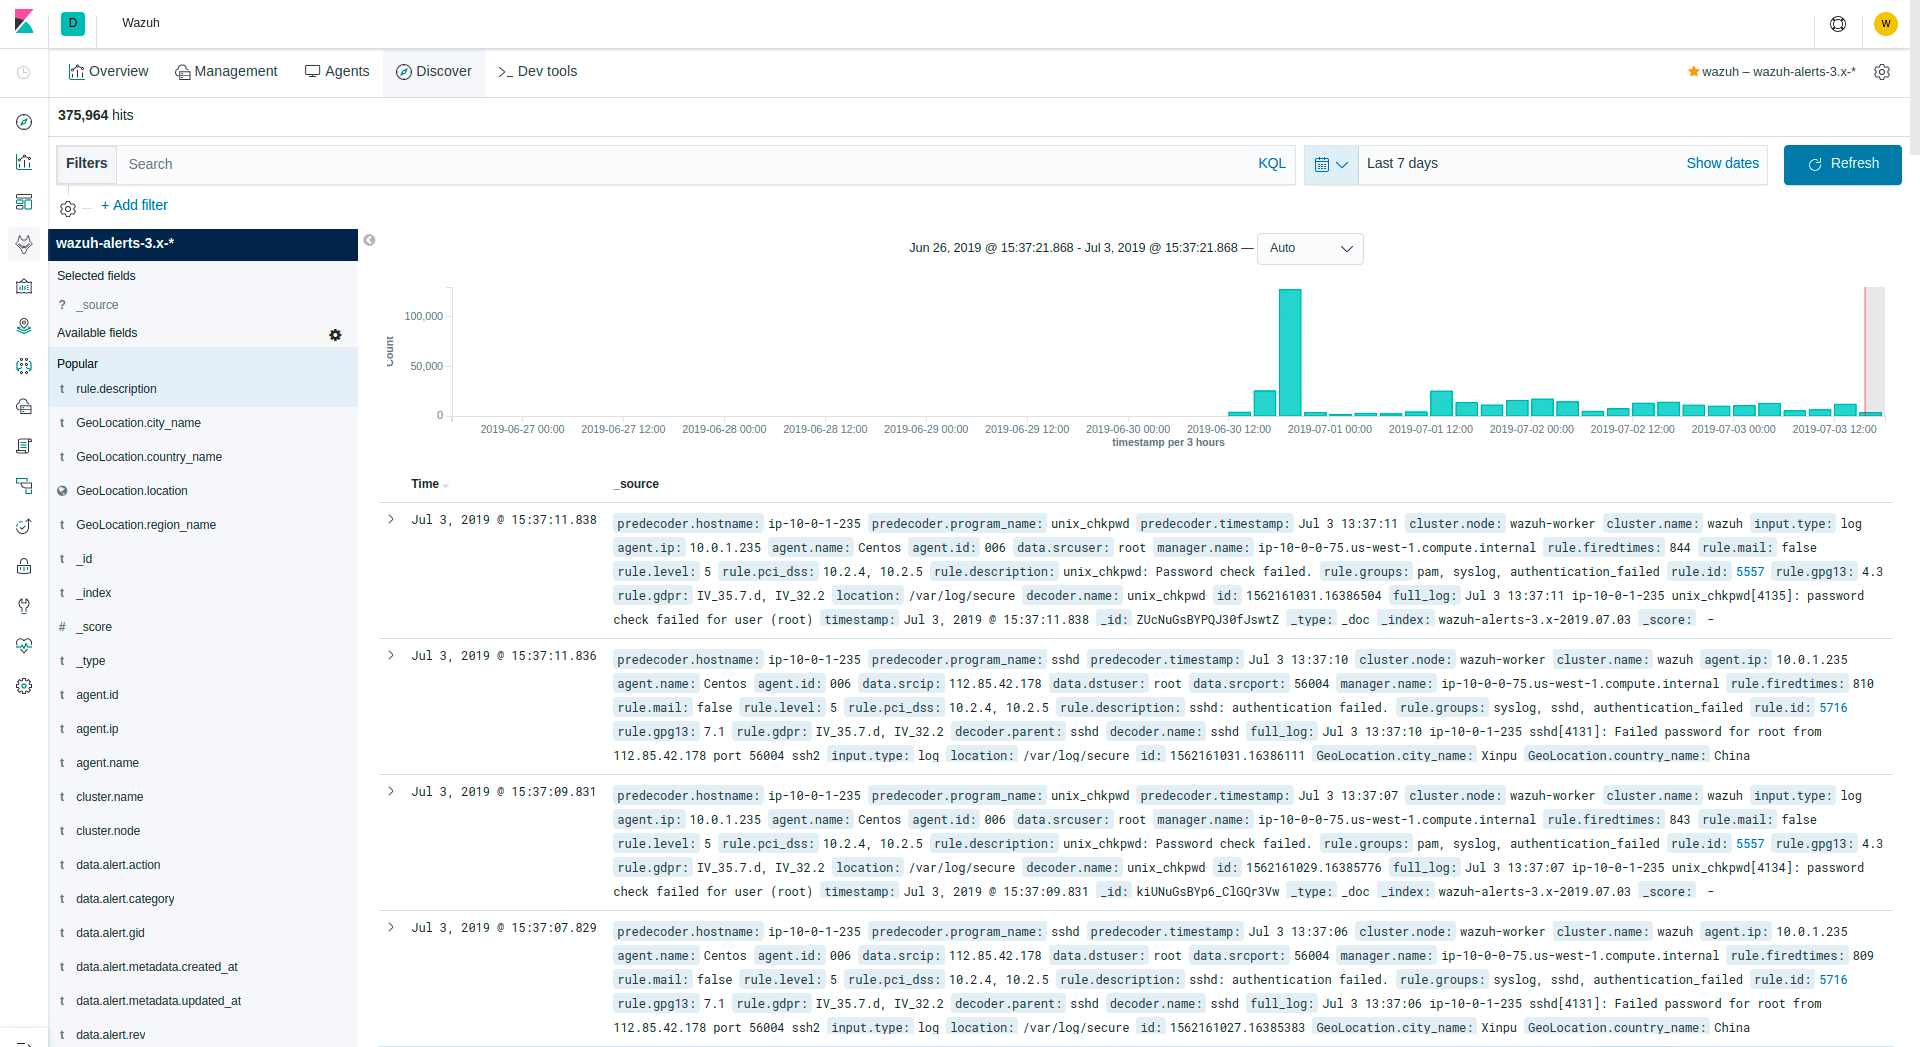 D Wazuh W
Overview Management Agents Discover >_ Dev tools wazuh – wazuh-alerts-3.x-*
375,964 hits
Filters Search KQL Last 7 days Show dates Refresh
+ Add filter
wazuh-alerts-3.x-*
Selected fields
? _source
Available fields
Popular
t rule.description
t GeoLocation.city_name
t GeoLocation.country_name
GeoLocation.location
t GeoLocation.region_name
t _id
t _index
# _score
t _type
t agent.id
t agent.ip
t agent.name
t cluster.name
t cluster.node
t data.alert.action
t data.alert.category
t data.alert.gid
t data.alert.metadata.created_at
t data.alert.metadata.updated_at
t data.alert.rev
Jun 26, 2019 @ 15:37:21.868 - Jul 3, 2019 @ 15:37:21.868 — Auto
Count
100,000
50,000
0
2019-06-27 00:00 2019-06-27 12:00 2019-06-28 00:00 2019-06-28 12:00 2019-06-29 00:00 2019-06-29 12:00 2019-06-30 00:00 2019-06-30 12:00 2019-07-01 00:00 2019-07-01 12:00 2019-07-02 00:00 2019-07-02 12:00 2019-07-03 00:00 2019-07-03 12:00
timestamp per 3 hours
Time _source
Jul 3, 2019 @ 15:37:11.838 predecoder.hostname: ip-10-0-1-235 predecoder.program_name: unix_chkpwd predecoder.timestamp: Jul 3 13:37:11 cluster.node: wazuh-worker cluster.name: wazuh input.type: log
agent.ip: 10.0.1.235 agent.name: Centos agent.id: 006 data.srcuser: root manager.name: ip-10-0-0-75.us-west-1.compute.internal rule.firedtimes: 844 rule.mail: false
rule.level: 5 rule.pci_dss: 10.2.4, 10.2.5 rule.description: unix_chkpwd: Password check failed. rule.groups: pam, syslog, authentication_failed rule.id: 5557 rule.gpg13: 4.3
rule.gdpr: IV_35.7.d, IV_32.2 location: /var/log/secure decoder.name: unix_chkpwd id: 1562161031.16386504 full_log: Jul 3 13:37:11 ip-10-0-1-235 unix_chkpwd[4135]: password
check failed for user (root) timestamp: Jul 3, 2019 @ 15:37:11.838 _id: ZUcNuGsBYPQJ30fJswtZ _type: _doc _index: wazuh-alerts-3.x-2019.07.03 _score: -
Jul 3, 2019 @ 15:37:11.836 predecoder.hostname: ip-10-0-1-235 predecoder.program_name: sshd predecoder.timestamp: Jul 3 13:37:10 cluster.node: wazuh-worker cluster.name: wazuh agent.ip: 10.0.1.235
agent.name: Centos agent.id: 006 data.srcip: 112.85.42.178 data.dstuser: root data.srcport: 56004 manager.name: ip-10-0-0-75.us-west-1.compute.internal rule.firedtimes: 810
rule.mail: false rule.level: 5 rule.pci_dss: 10.2.4, 10.2.5 rule.description: sshd: authentication failed. rule.groups: syslog, sshd, authentication_failed rule.id: 5716
rule.gpg13: 7.1 rule.gdpr: IV_35.7.d, IV_32.2 decoder.parent: sshd decoder.name: sshd full_log: Jul 3 13:37:10 ip-10-0-1-235 sshd[4131]: Failed password for root from
112.85.42.178 port 56004 ssh2 input.type: log location: /var/log/secure id: 1562161031.16386111 GeoLocation.city_name: Xinpu GeoLocation.country_name: China
Jul 3, 2019 @ 15:37:09.831 predecoder.hostname: ip-10-0-1-235 predecoder.program_name: unix_chkpwd predecoder.timestamp: Jul 3 13:37:07 cluster.node: wazuh-worker cluster.name: wazuh input.type: log
agent.ip: 10.0.1.235 agent.name: Centos agent.id: 006 data.srcuser: root manager.name: ip-10-0-0-75.us-west-1.compute.internal rule.firedtimes: 843 rule.mail: false
rule.level: 5 rule.pci_dss: 10.2.4, 10.2.5 rule.description: unix_chkpwd: Password check failed. rule.groups: pam, syslog, authentication_failed rule.id: 5557 rule.gpg13: 4.3
rule.gdpr: IV_35.7.d, IV_32.2 location: /var/log/secure decoder.name: unix_chkpwd id: 1562161029.16385776 full_log: Jul 3 13:37:07 ip-10-0-1-235 unix_chkpwd[4134]: password
check failed for user (root) timestamp: Jul 3, 2019 @ 15:37:09.831 _id: kiUNuGsBYp6_ClGQr3Vw _type: _doc _index: wazuh-alerts-3.x-2019.07.03 _score: -
Jul 3, 2019 @ 15:37:07.829 predecoder.hostname: ip-10-0-1-235 predecoder.program_name: sshd predecoder.timestamp: Jul 3 13:37:06 cluster.node: wazuh-worker cluster.name: wazuh agent.ip: 10.0.1.235
agent.name: Centos agent.id: 006 data.srcip: 112.85.42.178 data.dstuser: root data.srcport: 56004 manager.name: ip-10-0-0-75.us-west-1.compute.internal rule.firedtimes: 809
rule.mail: false rule.level: 5 rule.pci_dss: 10.2.4, 10.2.5 rule.description: sshd: authentication failed. rule.groups: syslog, sshd, authentication_failed rule.id: 5716
rule.gpg13: 7.1 rule.gdpr: IV_35.7.d, IV_32.2 decoder.parent: sshd decoder.name: sshd full_log: Jul 3 13:37:06 ip-10-0-1-235 sshd[4131]: Failed password for root from
112.85.42.178 port 56004 ssh2 input.type: log location: /var/log/secure id: 1562161027.16385383 GeoLocation.city_name: Xinpu GeoLocation.country_name: China